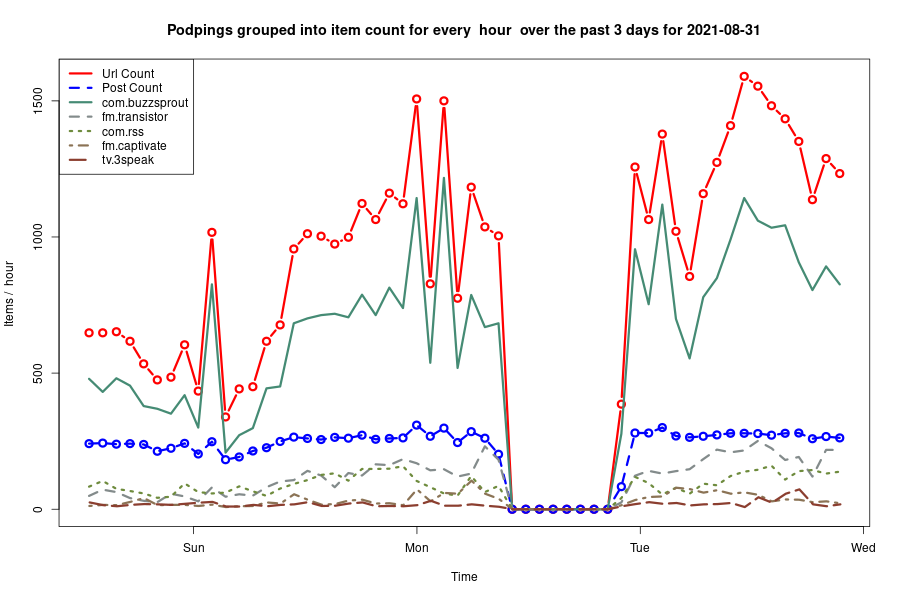 Podpings grouped into item count for every  hour  over the past 3 days for 2021-08-31
Url Count
Post Count
com.buzzsprout
fm.transistor
com.rss
fm.captivate
tv.3speak
Items / hour
1500
1000
500
0
Sun Mon Tue Wed
Time